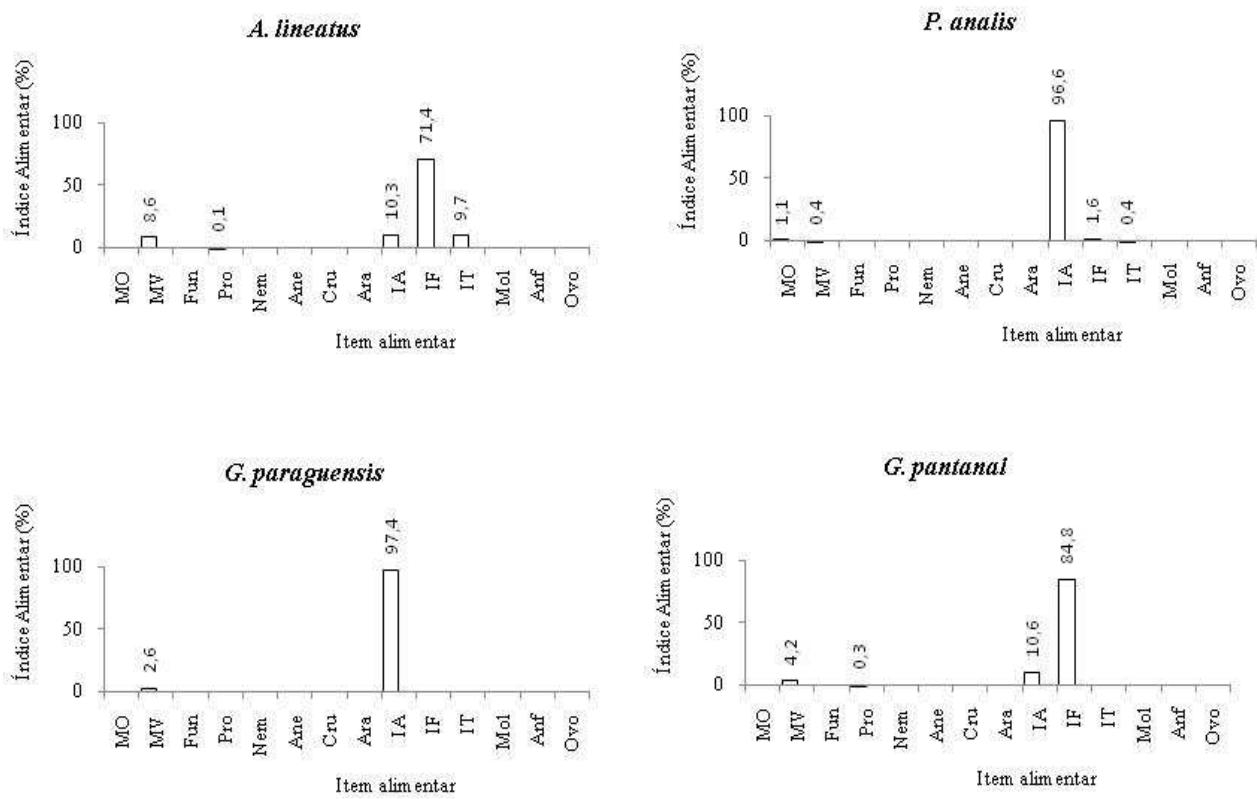 A. lineatus
Índice Alimentar (%)
100
50
0
8,6
0,1
10,3
71,4
9,7
MO MV Fun Pro Nem Ane Cru Ara IA IF IT Mol Anf Ovo
Item alimentar
P. analis
Índice Alimentar (%)
100
50
0
1,1
0,4
96,6
1,6
0,4
MO MV Fun Pro Nem Ane Cru Ara IA IF IT Mol Anf Ovo
Item alimentar
G. paraguensis
Índice Alimentar (%)
100
50
0
2,6
97,4
MO MV Fun Pro Nem Ane Cru Ara IA IF IT Mol Anf Ovo
Item alimentar
G. pantanal
Índice Alimentar (%)
100
50
0
4,2
0,3
10,6
84,8
MO MV Fun Pro Nem Ane Cru Ara IA IF IT Mol Anf Ovo
Item alimentar